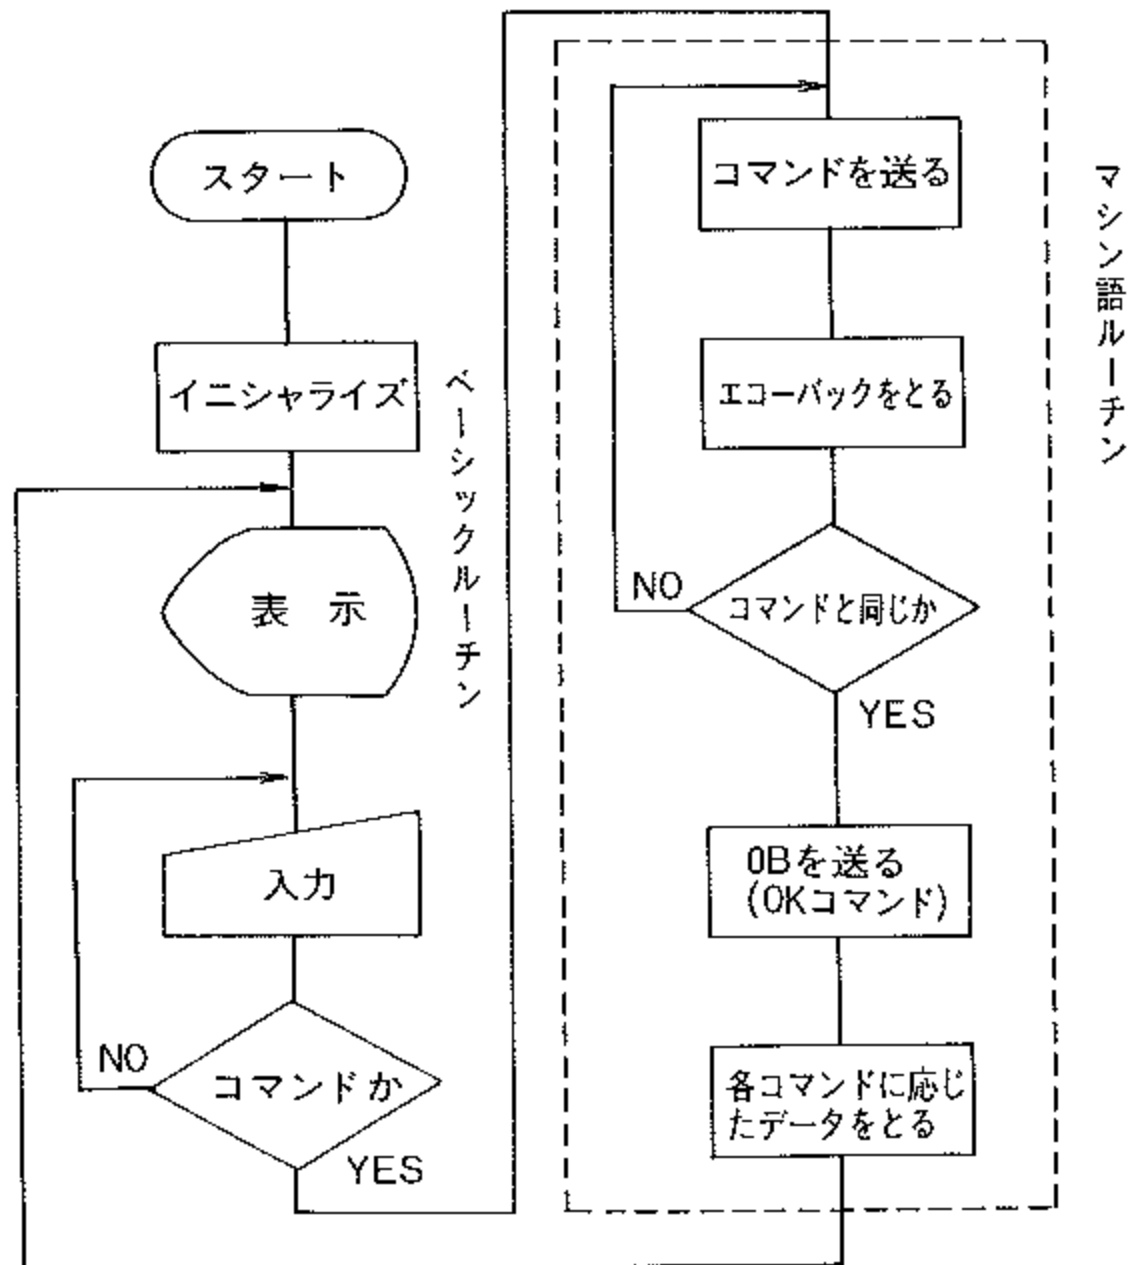 スタート
イニシャライズ
ベーシックルーチン
表 示
入力
コマンドか
NO
YES
コマンドを送る
エコーバックをとる
コマンドと同じか
NO
YES
0Bを送る
(OKコマンド)
各コマンドに応じ
たデータをとる
マシン語ルーチン